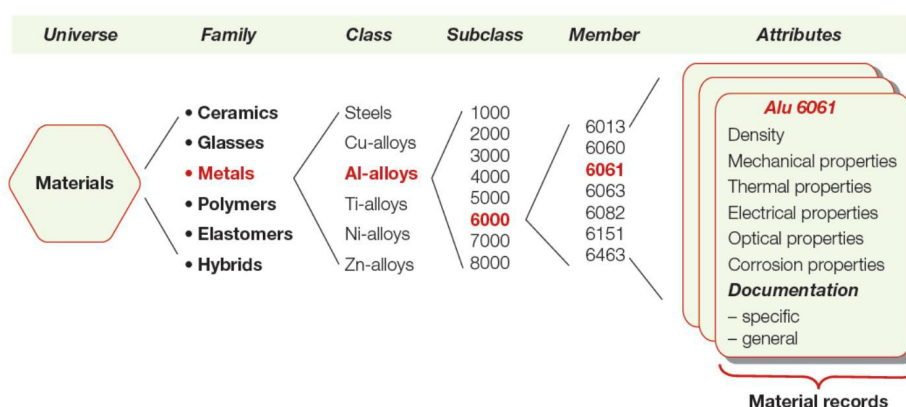 Universe
Family
Class
Subclass
Member
Attributes
Materials
• Ceramics
• Glasses
• Metals
• Polymers
• Elastomers
• Hybrids
Steels
Cu-alloys
Al-alloys
Ti-alloys
Ni-alloys
Zn-alloys
1000
2000
3000
4000
5000
6000
7000
8000
6013
6060
6061
6063
6082
6151
6463
Alu 6061
Density
Mechanical properties
Thermal properties
Electrical properties
Optical properties
Corrosion properties
Documentation
– specific
– general
Material records